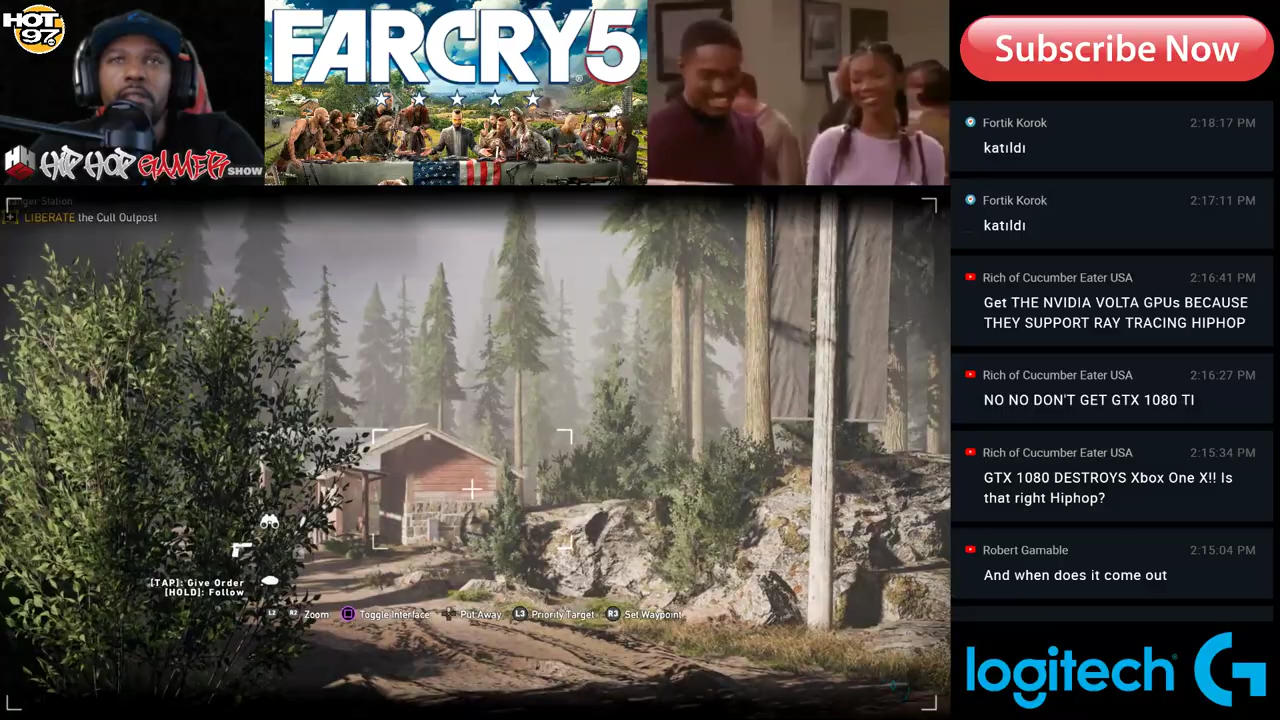 HOT
97
HIP HOP GAMER SHOW
FARCRY5
Subscribe Now
Fortik Korok 2:18:17 PM
katıldı
Fortik Korok 2:17:11 PM
katıldı
Rich of Cucumber Eater USA 2:16:41 PM
Get THE NVIDIA VOLTA GPUs BECAUSE
THEY SUPPORT RAY TRACING HIPHOP
Rich of Cucumber Eater USA 2:16:27 PM
NO NO DON'T GET GTX 1080 TI
Rich of Cucumber Eater USA 2:15:34 PM
GTX 1080 DESTROYS Xbox One X!! Is
that right Hiphop?
Robert Gamable 2:15:04 PM
And when does it come out
logitech G
Station
LIBERATE the Cult Outpost
[TAP]: Give Order
[HOLD]: Follow
L2 R2 Zoom Toggle Interface Put Away L3 Priority Target R3 Set Waypoint